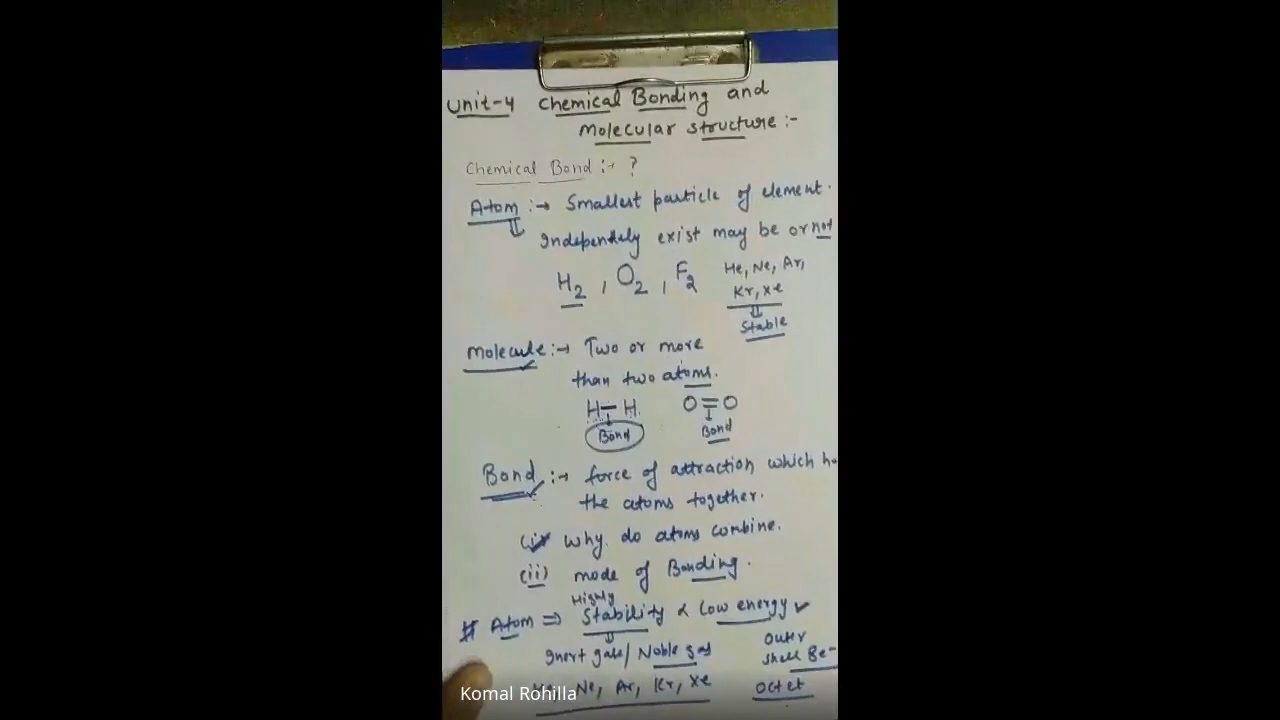 Unit-4 Chemical Bonding and
Molecular structure :-
Chemical Bond :→ ?
Atom :→ Smallest particle of element.
Independely exist may be or not
H2 , O2 , F2
He, Ne, Ar,
Kr, Xe
Stable
Molecule :→ Two or more
than two atoms.
H-H O=O
Bond Bond
Bond :→ force of attraction which
the atoms together.
(i) why do atoms combine.
(ii) mode of Bonding.
Highly
# Atom ⇒ Stability & Low energy
Inert gase/ Noble gas
Ne, Ar, Kr, Xe
outer
shell 8e-
octet
Komal Rohilla